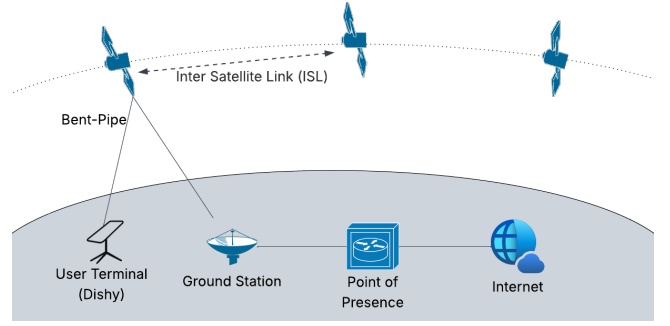 Inter Satellite Link (ISL)
Bent-Pipe
User Terminal
(Dishy)
Ground Station
Point of
Presence
Internet